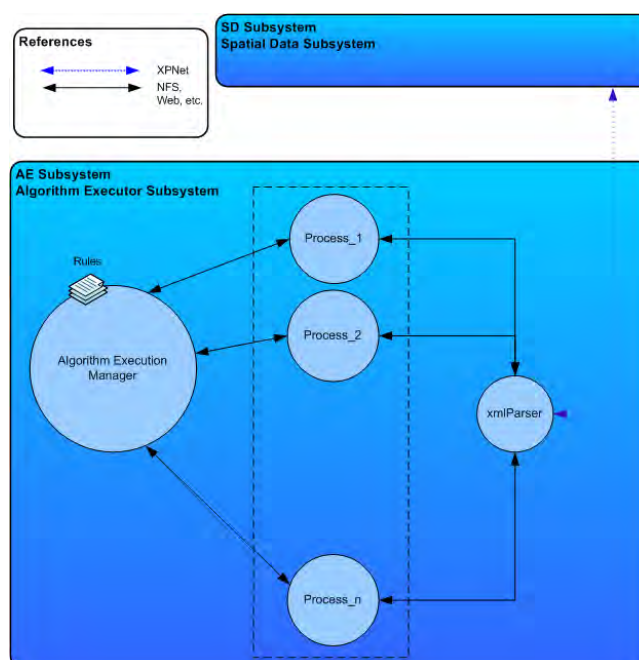 References
XPNet
NFS,
Web, etc.
SD Subsystem
Spatial Data Subsystem
AE Subsystem
Algorithm Executor Subsystem
Rules
Algorithm Execution
Manager
Process_1
Process_2
xmlParser
Process_n